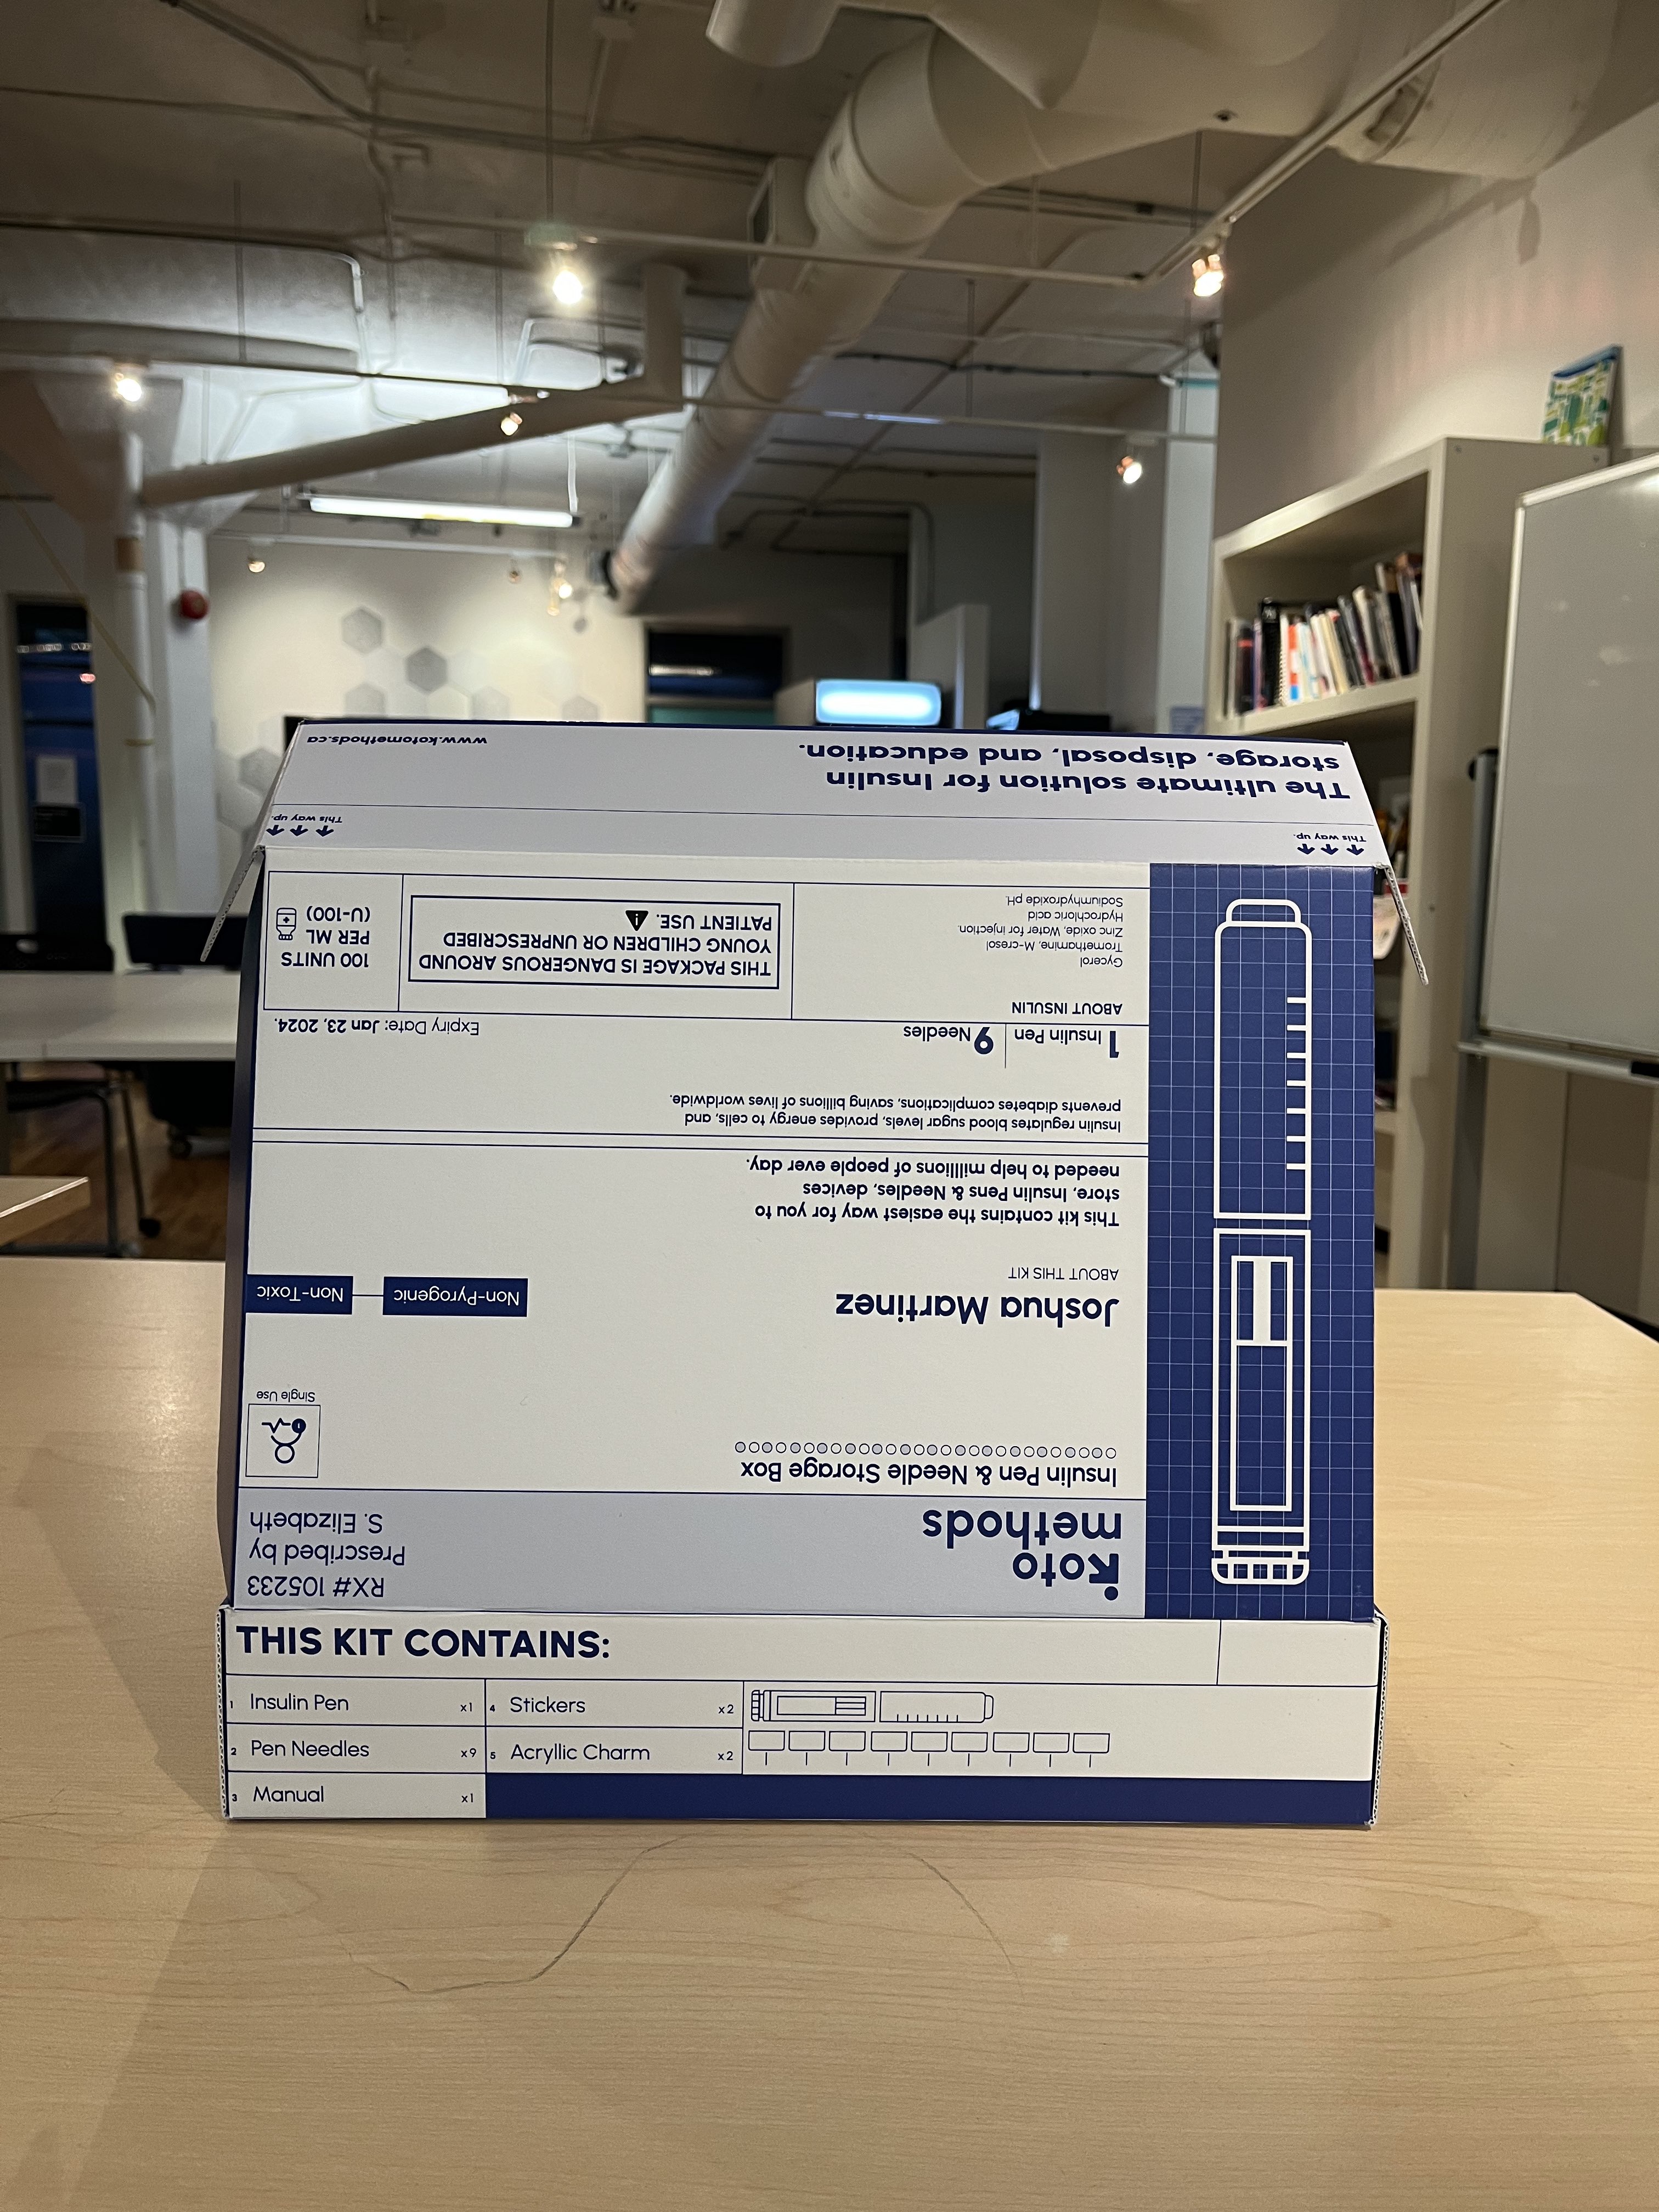 www.kotomethods.ca
The ultimate solution for Insulin
storage, disposal, and education.
This way up.
This way up.
Koto
methods
RX# 105233
Prescribed by
S. Elizabeth
Insulin Pen & Needle Storage Box
Single Use
Joshua Martinez
Non-Pyrogenic
Non-Toxic
ABOUT THIS KIT
This kit contains the easiest way for you to
store, Insulin Pens & Needles, devices
needed to help millions of people ever day.
Insulin regulates blood sugar levels, provides energy to cells, and
prevents diabetes complications, saving billions of lives worldwide.
1 Insulin Pen
9 Needles
Expiry Date: Jan 23, 2024.
ABOUT INSULIN
Gycerol
Tromethamine, M-cresol
Zinc oxide, Water for injection.
Hydrochloric acid
Sodiumhydroxide pH.
THIS PACKAGE IS DANGEROUS AROUND
YOUNG CHILDREN OR UNPRESCRIBED
PATIENT USE.
100 UNITS
PER ML
(U-100)
THIS KIT CONTAINS:
1 Insulin Pen x1
2 Pen Needles x9
3 Manual x1
4 Stickers x2
5 Acryllic Charm x2